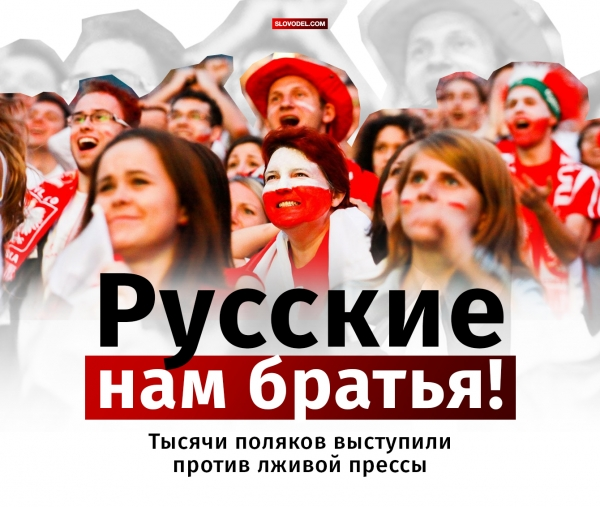 SLOVODEL.COM
Русские
нам братья!
Тысячи поляков выступили
против лживой прессы